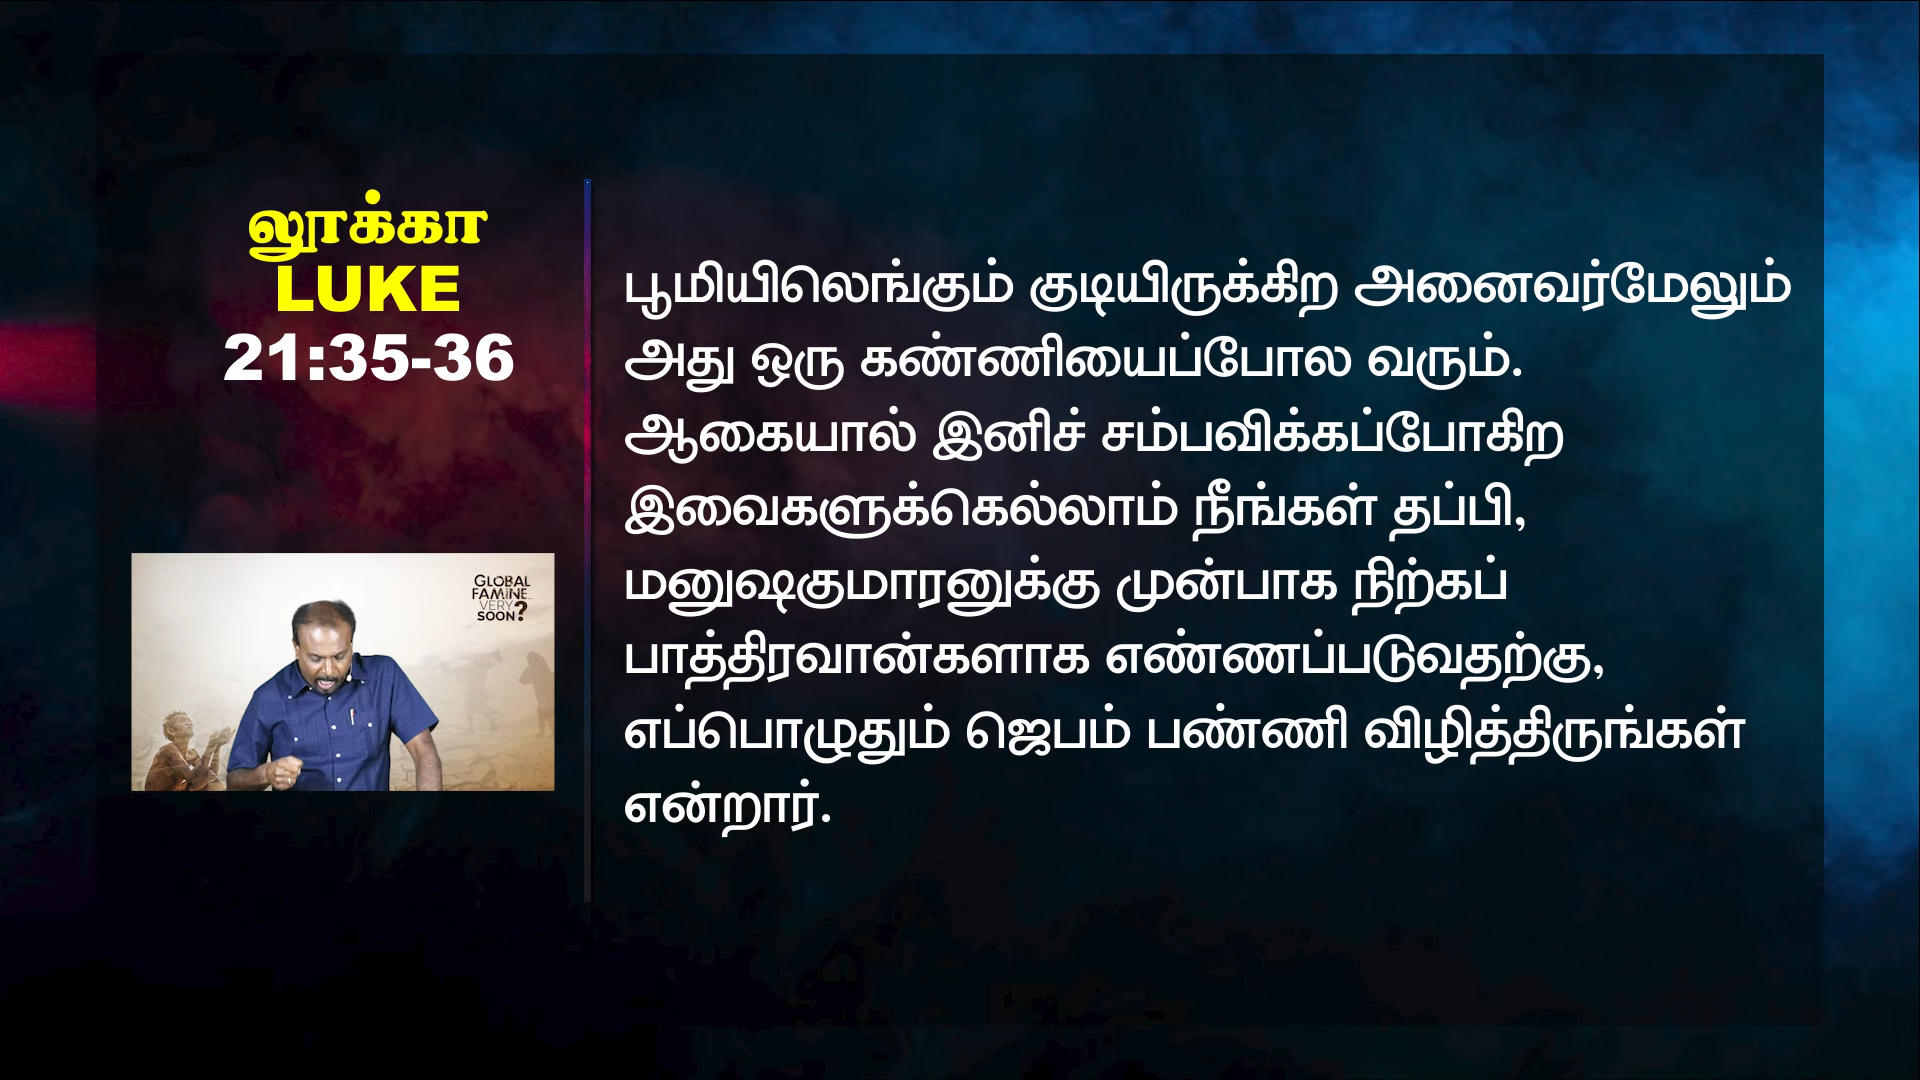 லூக்கா
LUKE
21:35-36
பூமியிலெங்கும் குடியிருக்கிற அனைவர்மேலும்
அது ஒரு கண்ணியைப்போல வரும்.
ஆகையால் இனிச் சம்பவிக்கப்போகிற
இவைகளுக்கெல்லாம் நீங்கள் தப்பி,
மனுஷகுமாரனுக்கு முன்பாக நிற்கப்
பாத்திரவான்களாக எண்ணப்படுவதற்கு,
எப்பொழுதும் ஜெபம் பண்ணி விழித்திருங்கள்
என்றார்.
GLOBAL
FAMINE
VERY
SOON?